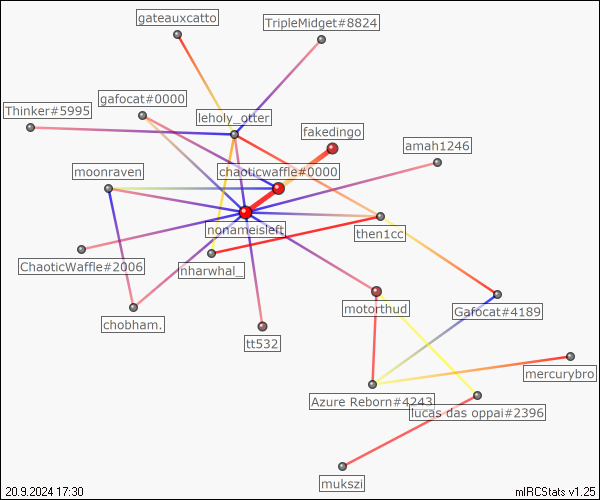 gateauxcatto
TripleMidget#8824
gafocat#0000
Thinker#5995
leholy_otter
fakedingo
amah1246
moonraven
chaoticwaffle#0000
nonameisleft
then1cc
ChaoticWaffle#2006
nharwhal_
motorthud
Gafocat#4189
chobham.
tt532
mercurybro
Azure Reborn#4243
lucas das oppai#2396
mukszi
20.9.2024 17:30
mIRCStats v1.25